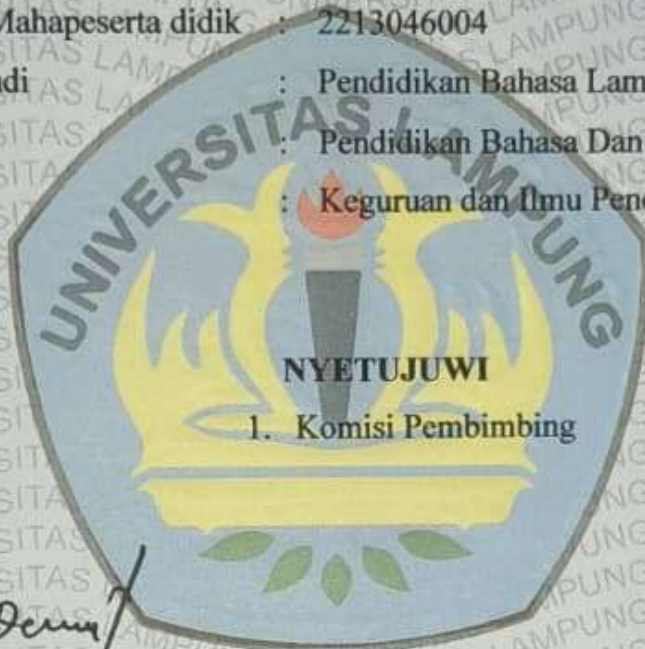 Mahapeserta didik : 2213046004
di : Pendidikan Bahasa Lam
: Pendidikan Bahasa Dan
: Keguruan dan Ilmu Pend
UNIVERSITAS LAMPUNG
NYETUJUWI
1. Komisi Pembimbing